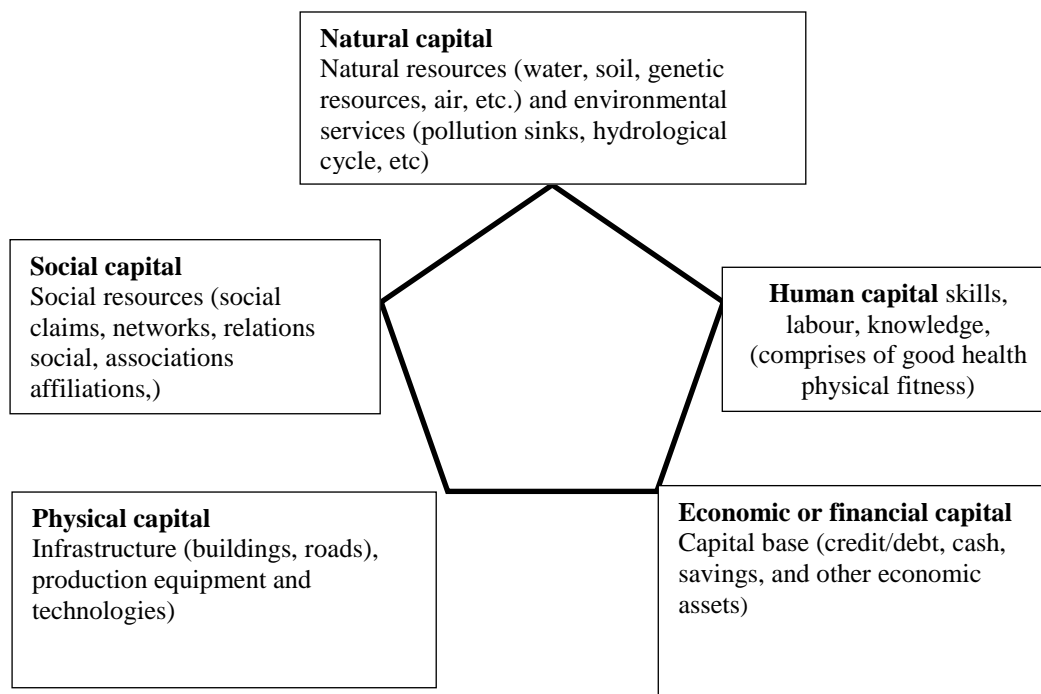 Natural capital
Natural resources (water, soil, genetic
resources, air, etc.) and environmental
services (pollution sinks, hydrological
cycle, etc)
Social capital
Social resources (social
claims, networks, relations
social, associations
affiliations,)
Human capital skills,
labour, knowledge,
(comprises of good health
physical fitness)
Physical capital
Infrastructure (buildings, roads),
production equipment and
technologies)
Economic or financial capital
Capital base (credit/debt, cash,
savings, and other economic
assets)